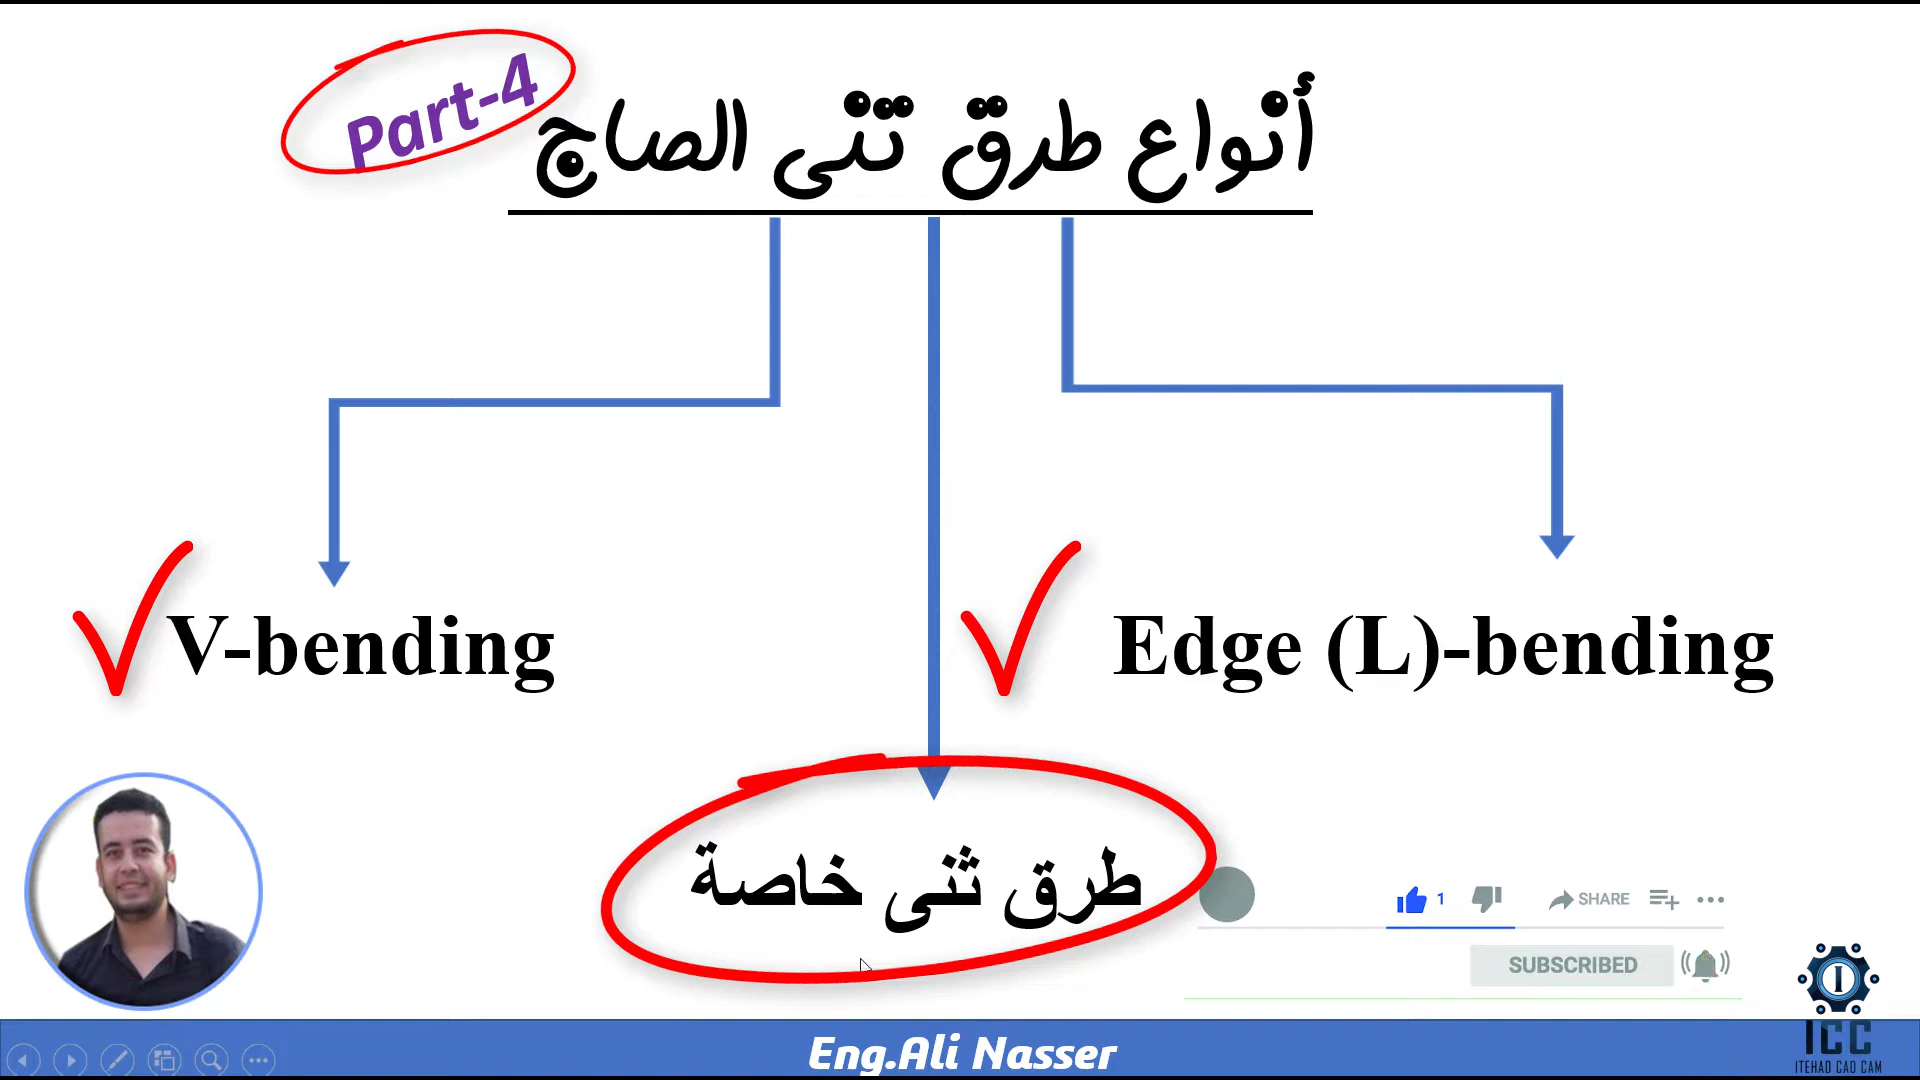 Part-4
أنواع طرق تثنى الصاج
V-bending
Edge (L)-bending
طرق ثنى خاصة
1
SHARE
SUBSCRIBED
I
ICC
ITEHAD CAD CAM
Eng.Ali Nasser